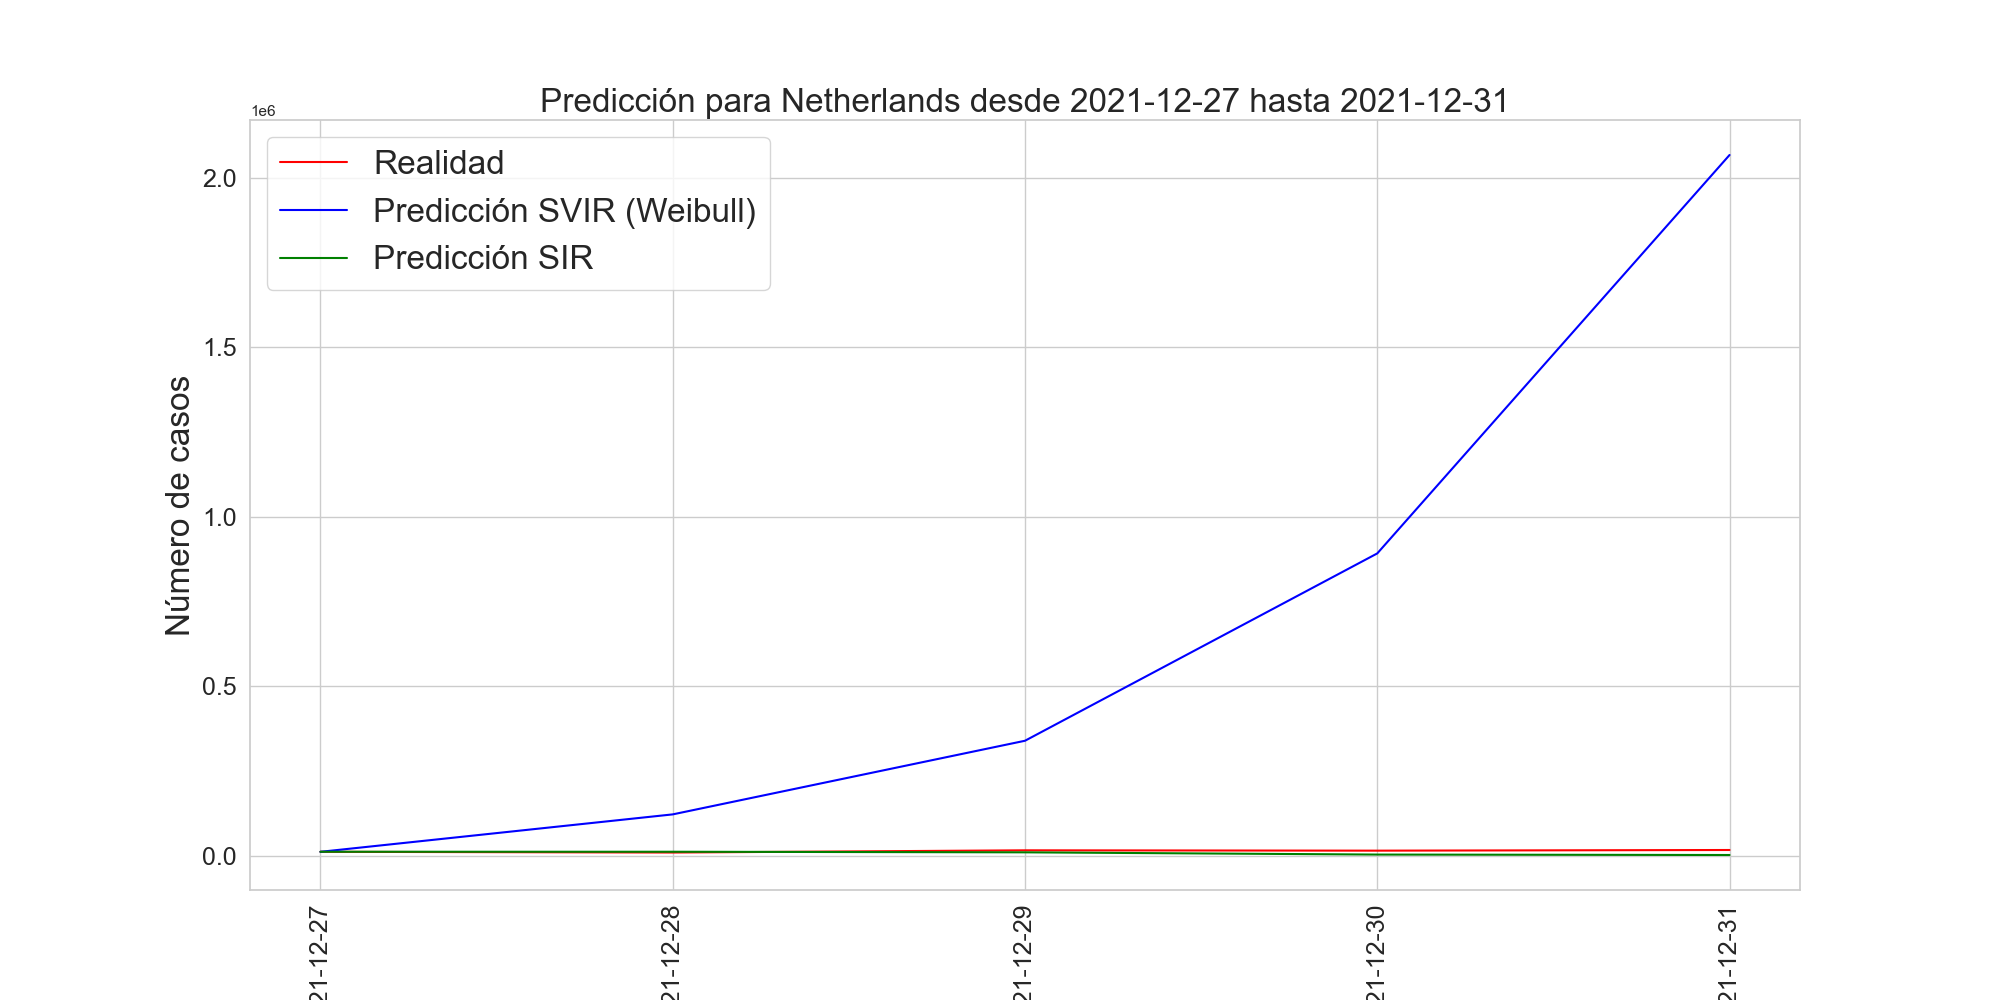 Predicción para Netherlands desde 2021-12-27 hasta 2021-12-31
1e6
Realidad
Predicción SVIR (Weibull)
Predicción SIR
Número de casos
2.0
1.5
1.0
0.5
0.0
21-12-27
21-12-28
21-12-29
21-12-30
21-12-31